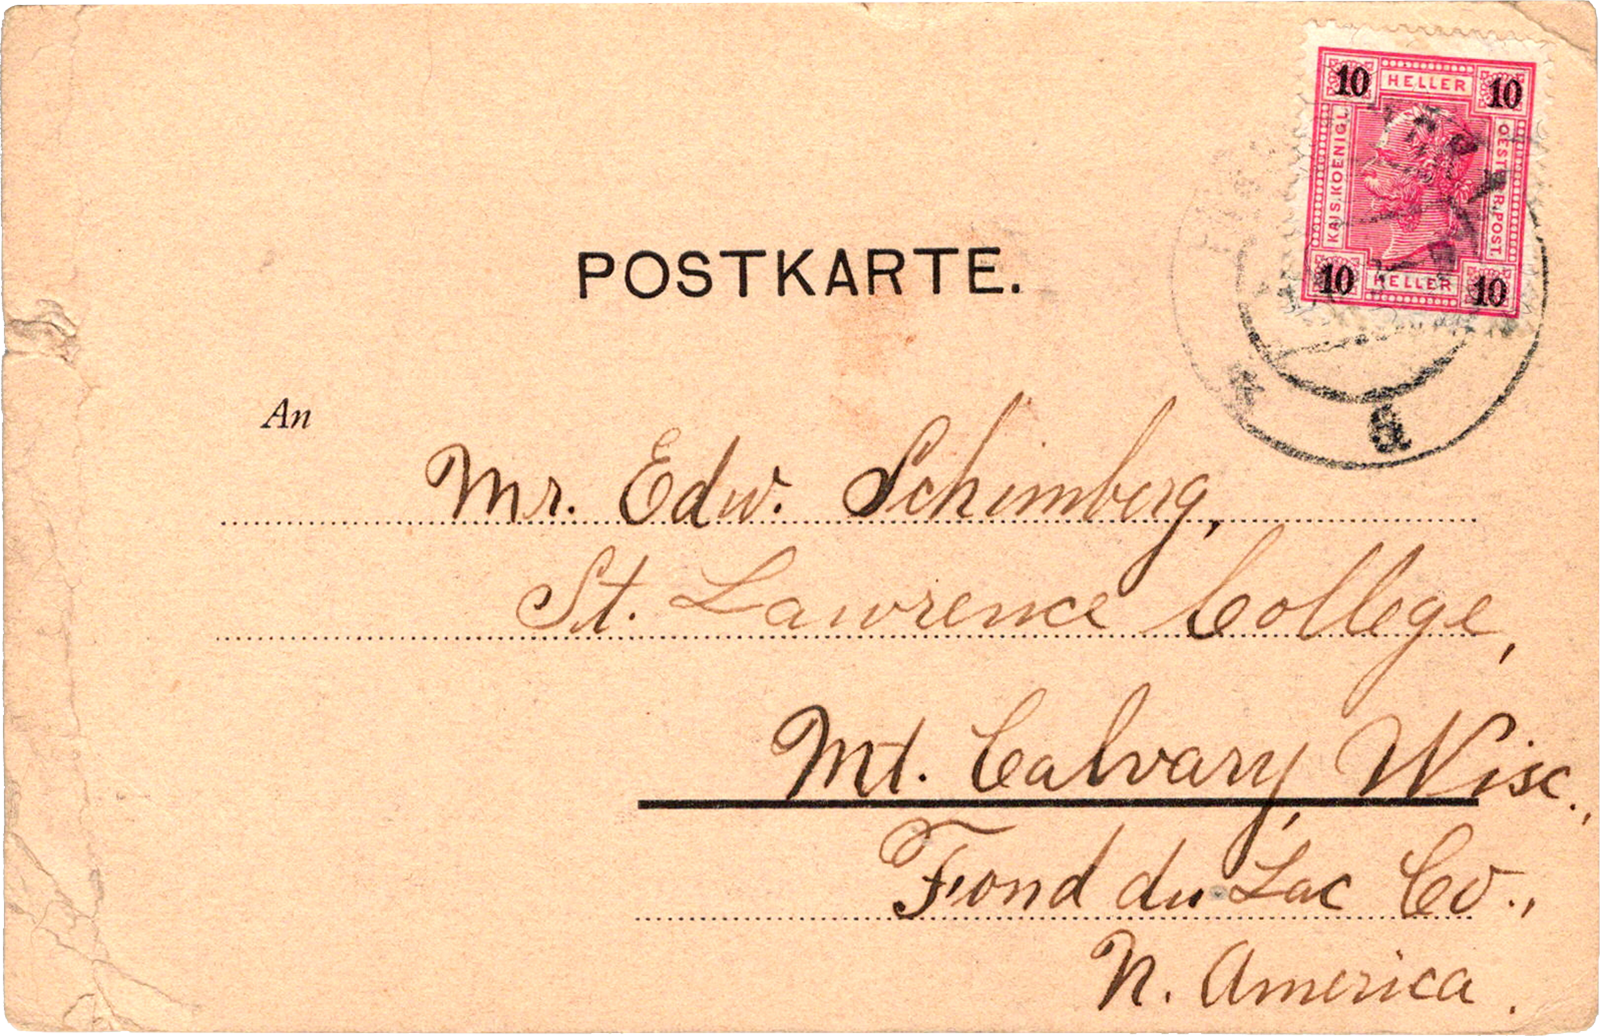 10 HELLER 10
KAIS. KOENIGL.
OESTERR. POST
10 HELLER 10
POSTKARTE.
An
Mr. Edw. Schimberg,
St. Lawrence College,
Mt. Calvary, Wisc.,
Fond du Lac Co.,
N. America.